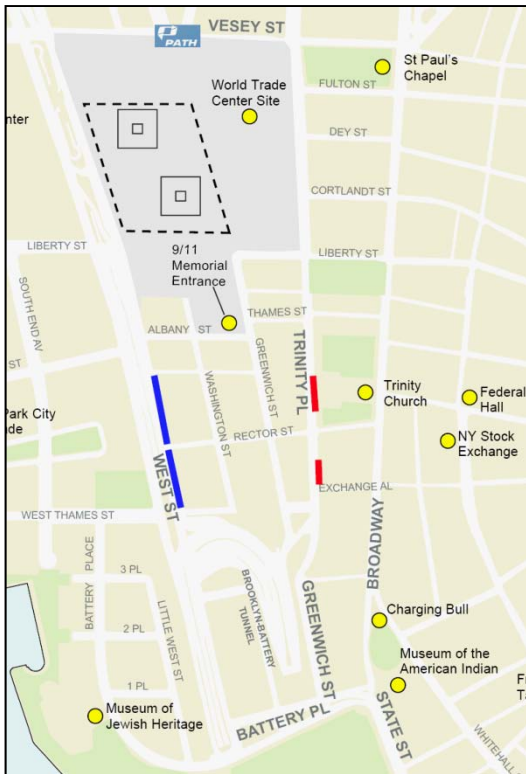 VESEY ST
PATH
St Paul's
Chapel
FULTON ST
World Trade
Center Site
nter
DEY ST
CORTLANDT ST
LIBERTY ST
LIBERTY ST
9/11
Memorial
Entrance
SOUTH END AV
THAMES ST
ALBANY ST
TRINITY PL
GREENWICH ST
WASHINGTON ST
ST
Trinity
Church
Federal
Hall
Park City
de
RECTOR ST
NY Stock
Exchange
WEST ST
EXCHANGE AL
WEST THAMES ST
BROADWAY
BATTERY PLACE
3 PL
BROOKLYN-BATTERY
TUNNEL
LITTLE WEST ST
GREENWICH ST
Charging Bull
2 PL
Museum of the
American Indian
1 PL
F
Ta
Museum of
Jewish Heritage
BATTERY PL
STATE ST
WHITEHALL